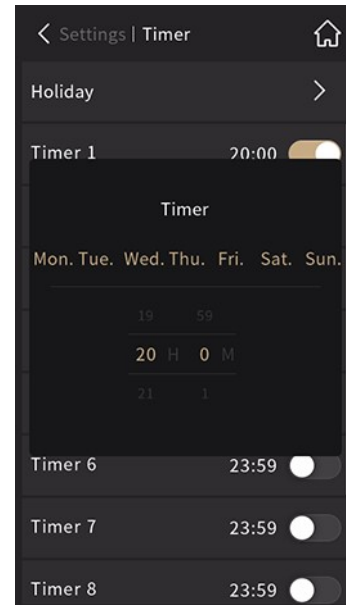 Settings | Timer
Holiday
Timer 1 20:00
Timer
Mon. Tue. Wed. Thu. Fri. Sat. Sun.
19 59
20 H 0 M
21 1
Timer 6 23:59
Timer 7 23:59
Timer 8 23:59